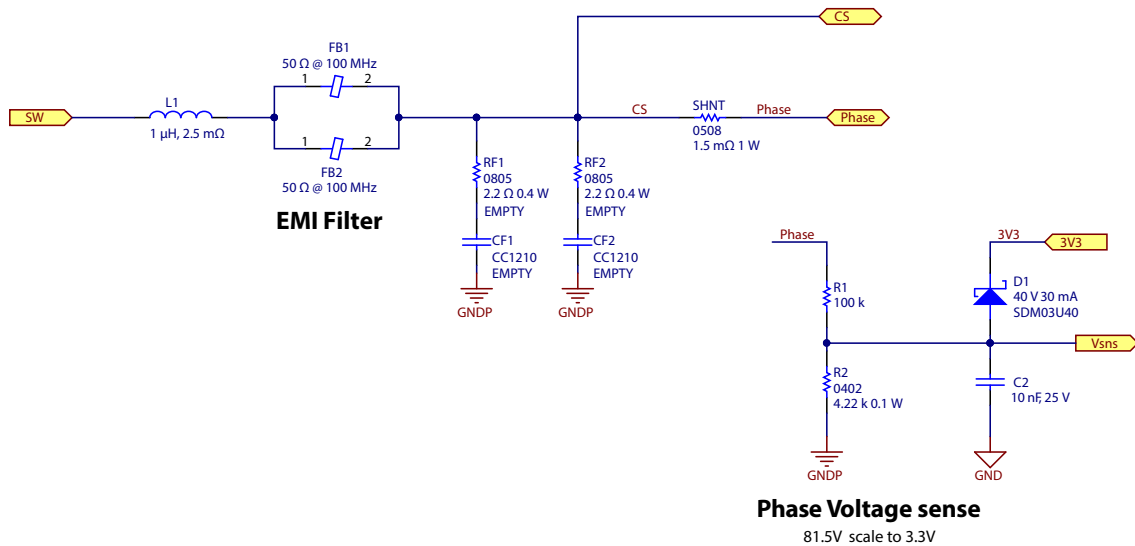 CS
FB1
50 Ω @ 100 MHz
1 2
L1
SW
1 µH, 2.5 mΩ
CS
SHNT
Phase
Phase
0508
1.5 mΩ 1 W
1 2
FB2
50 Ω @ 100 MHz
EMI Filter
RF1
0805
2.2 Ω 0.4 W
EMPTY
RF2
0805
2.2 Ω 0.4 W
EMPTY
CF1
CC1210
EMPTY
CF2
CC1210
EMPTY
GNDP
GNDP
Phase
3V3
3V3
R1
100 k
D1
40 V 30 mA
SDM03U40
Vsns
R2
0402
4.22 k 0.1 W
C2
10 nF, 25 V
GNDP
GND
Phase Voltage sense
81.5V scale to 3.3V